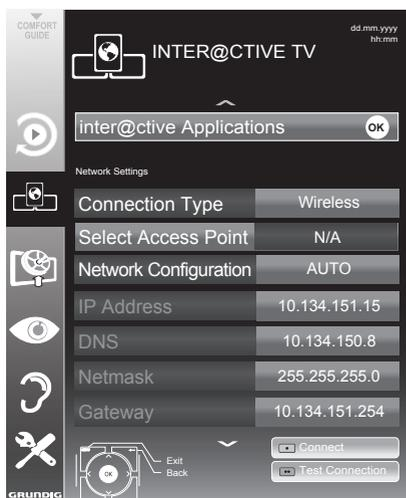 COMFORT
GUIDE
INTER@CTIVE TV
dd.mm.yyyy
hh:mm
inter@ctive Applications OK
Network Settings
Connection Type Wireless
Select Access Point N/A
Network Configuration AUTO
IP Address 10.134.151.15
DNS 10.134.150.8
Netmask 255.255.255.0
Gateway 10.134.151.254
Exit
Back
OK
Connect
Test Connection
GRUNDIG